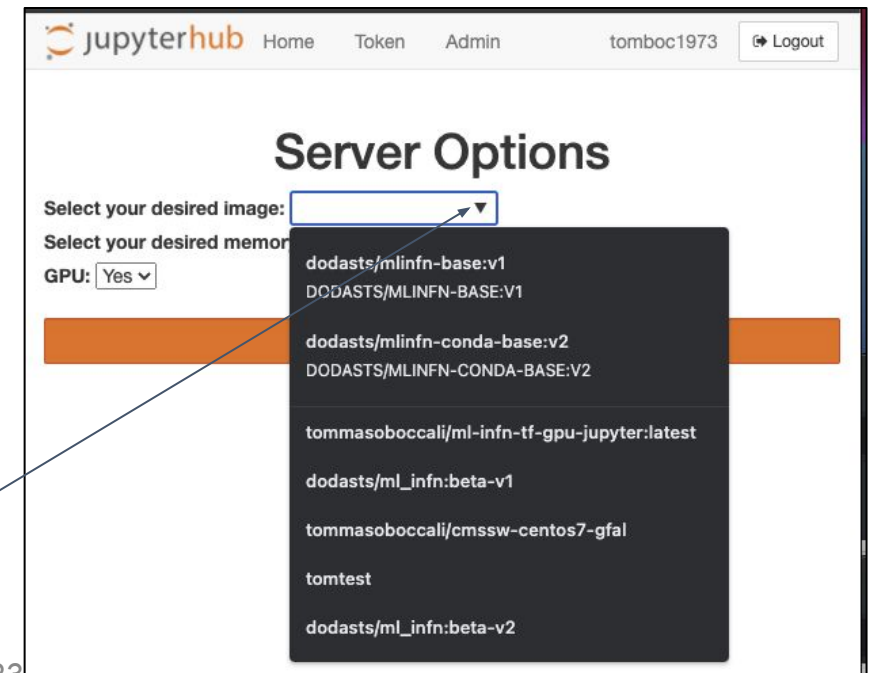 jupyterhub Home Token Admin tomboc1973 Logout
Server Options
Select your desired image:
Select your desired memor
GPU: Yes
dodasts/mlinfn-base:v1
DODASTS/MLINFN-BASE:V1
dodasts/mlinfn-conda-base:v2
DODASTS/MLINFN-CONDA-BASE:V2
tommasoboccali/ml-infn-tf-gpu-jupyter:latest
dodasts/ml_infn:beta-v1
tommasoboccali/cmssw-centos7-gfal
tomtest
dodasts/ml_infn:beta-v2